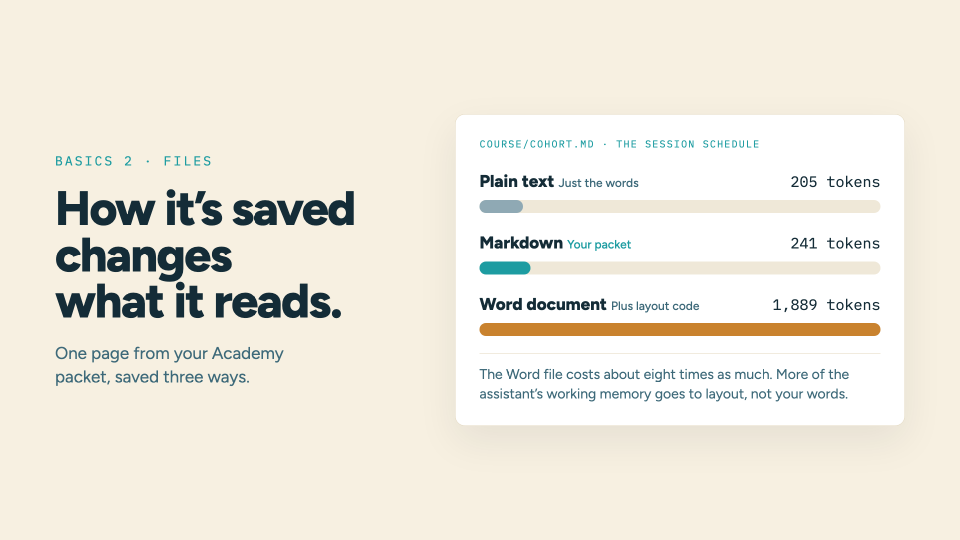 BASICS 2 · FILES
How it’s saved
changes
what it reads.
One page from your Academy
packet, saved three ways.
COURSE/COHORT.MD · THE SESSION SCHEDULE
Plain text Just the words 205 tokens
Markdown Your packet 241 tokens
Word document Plus layout code 1,889 tokens
The Word file costs about eight times as much. More of the
assistant’s working memory goes to layout, not your words.